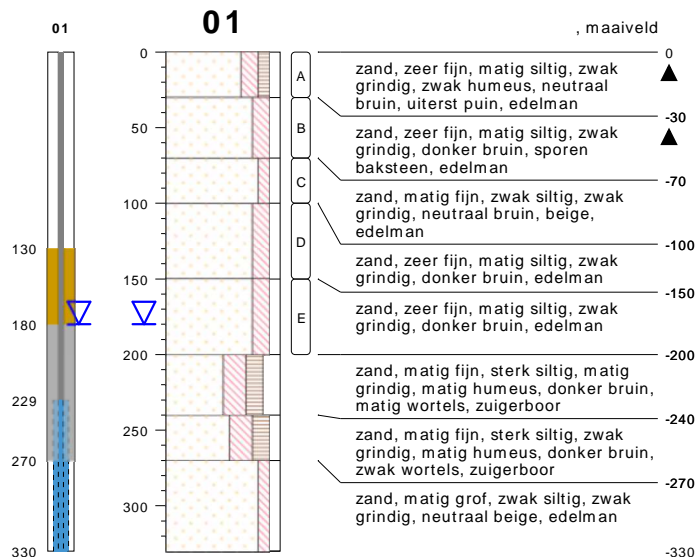 01
01
, maaiveld
0
50
100
150
200
250
300
130
180
229
270
330
A
B
C
D
E
zand, zeer fijn, matig siltig, zwak
grindig, zwak humeus, neutraal
bruin, uiterst puin, edelman
zand, zeer fijn, matig siltig, zwak
grindig, donker bruin, sporen
baksteen, edelman
zand, matig fijn, zwak siltig, zwak
grindig, neutraal bruin, beige,
edelman
zand, zeer fijn, matig siltig, zwak
grindig, donker bruin, edelman
zand, zeer fijn, matig siltig, zwak
grindig, donker bruin, edelman
zand, matig fijn, sterk siltig, matig
grindig, matig humeus, donker bruin,
matig wortels, zuigerboor
zand, matig fijn, sterk siltig, zwak
grindig, matig humeus, donker bruin,
zwak wortels, zuigerboor
zand, matig grof, zwak siltig, zwak
grindig, neutraal beige, edelman
0
-30
-70
-100
-150
-200
-240
-270
-330